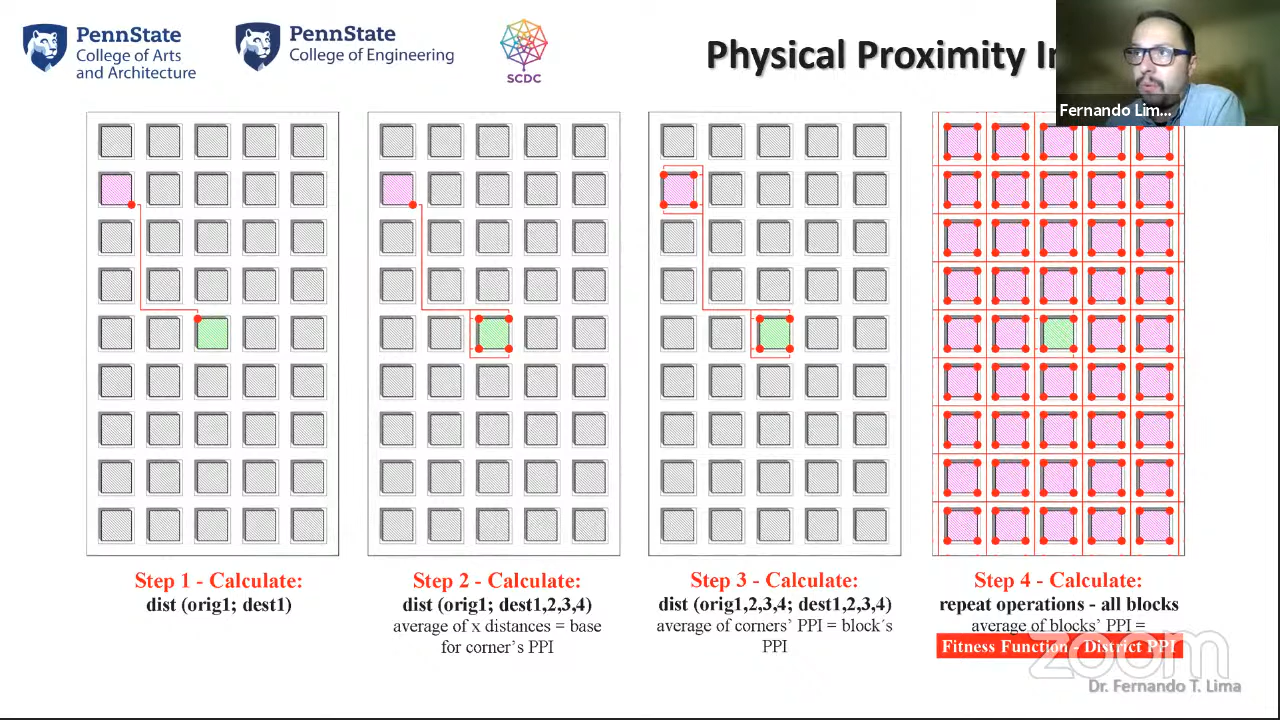 PennState
College of Arts
and Architecture
PennState
College of Engineering
SCDC
Physical Proximity
Fernando Lim...
Step 1 - Calculate:
dist (orig1; dest1)
Step 2 - Calculate:
dist (orig1; dest1,2,3,4)
average of x distances = base
for corner's PPI
Step 3 - Calculate:
dist (orig1,2,3,4; dest1,2,3,4)
average of corners' PPI = block´s
PPI
Step 4 - Calculate:
repeat operations - all blocks
average of blocks' PPI =
Fitness Function - District PPI
zoom
Dr. Fernando T. Lima